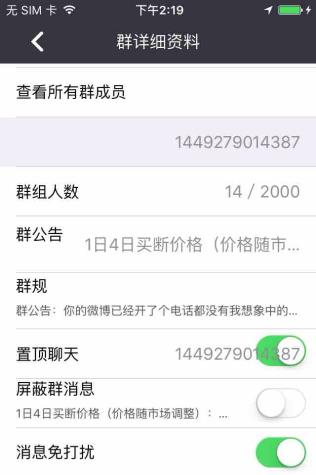 无 SIM 卡 下午2:19
群详细资料
查看所有群成员
1449279014387
群组人数 14 / 2000
群公告 1日4日买断价格（价格随市...
群规
群公告：你的微博已经开了个电话都没有我想象中的...
置顶聊天 1449279014387
屏蔽群消息
1日4日买断价格（价格随市场调整）：...
消息免打扰